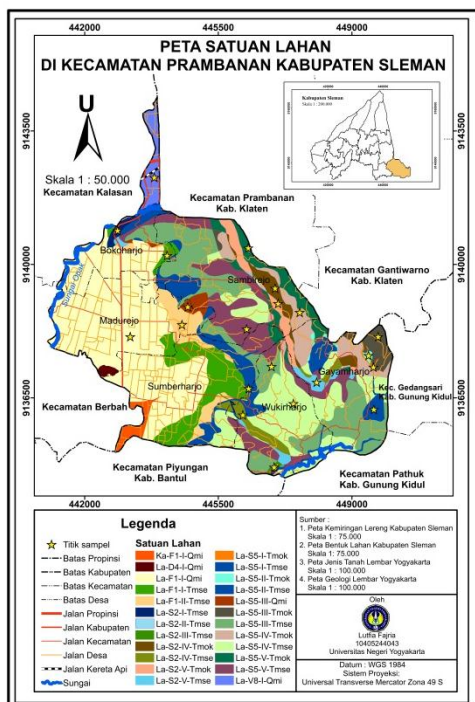 442000 445500 449000
PETA SATUAN LAHAN
DI KECAMATAN PRAMBANAN KABUPATEN SLEMAN
U
Skala 1 : 50.000
Kabupaten Sleman
Kecamatan Kalasan
Kecamatan Prambanan
Kab. Klaten
Kecamatan Gantiwarno
Kab. Klaten
9143500
9140000
9136500
9143500
9140000
9136500
Bokoharjo
Sambirejo
Sungai Opak
Madurejo
Gayamharjo
Sumberharjo
Wukirharjo
Kec. Gedangsari
Kab. Gunung Kidul
Kecamatan Berbah
Kecamatan Piyungan
Kab. Bantul
Kecamatan Pathuk
Kab. Gunung Kidul
442000 445500 449000
Legenda
Titik sampel
Batas Propinsi
Batas Kabupaten
Batas Kecamatan
Batas Desa
Jalan Propinsi
Jalan Kabupaten
Jalan Kecamatan
Jalan Desa
Jalan Kereta Api
Sungai
Satuan Lahan
Ka-F1-I-Qmi
La-D4-I-Qmi
La-F1-I-Qmi
La-F1-I-Tmse
La-F1-II-Tmse
La-S2-I-Tmse
La-S2-II-Tmse
La-S2-III-Tmse
La-S2-IV-Tmok
La-S2-IV-Tmse
La-S2-V-Tmok
La-S2-V-Tmse
La-S5-I-Tmok
La-S5-I-Tmse
La-S5-II-Tmok
La-S5-II-Tmse
La-S5-III-Qmi
La-S5-III-Tmok
La-S5-III-Tmse
La-S5-IV-Tmok
La-S5-IV-Tmse
La-S5-V-Tmok
La-S5-V-Tmse
La-V8-I-Qmi
Sumber :
1. Peta Kemiringan Lereng Kabupaten Sleman
Skala 1 : 75.000
2. Peta Bentuk Lahan Kabupaten Sleman
Skala 1 : 75.000
3. Peta Jenis Tanah Lembar Yogyakarta
Skala 1 : 100.000
4. Peta Geologi Lembar Yogyakarta
Skala 1 : 100.000
Oleh
Lutfia Fajria
10405244043
Universitas Negeri Yogyakarta
Datum : WGS 1984
Sistem Proyeksi:
Universal Transverse Mercator Zona 49 S